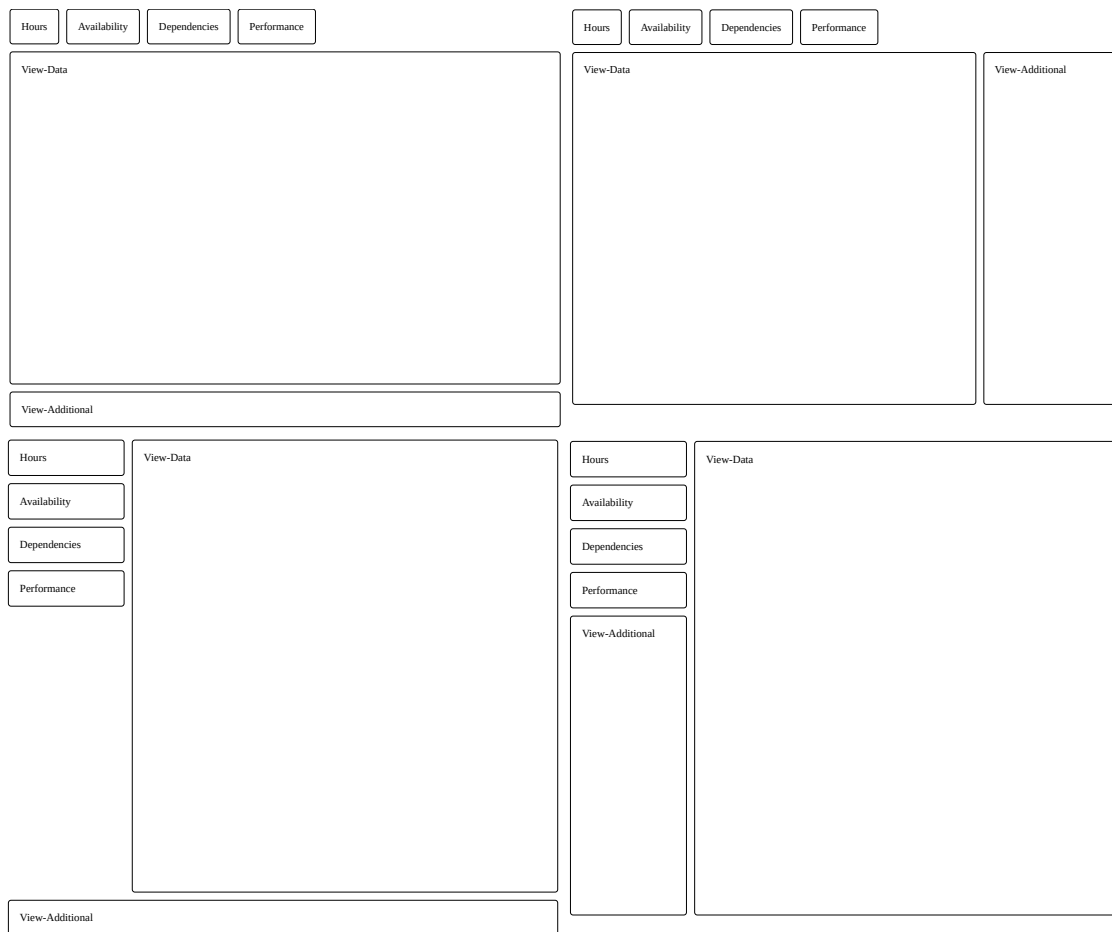 Hours
Availability
Dependencies
Performance
View-Data
View-Additional
Hours
Availability
Dependencies
Performance
View-Data
View-Additional
Hours
Availability
Dependencies
Performance
View-Data
View-Additional
Hours
Availability
Dependencies
Performance
View-Additional
View-Data